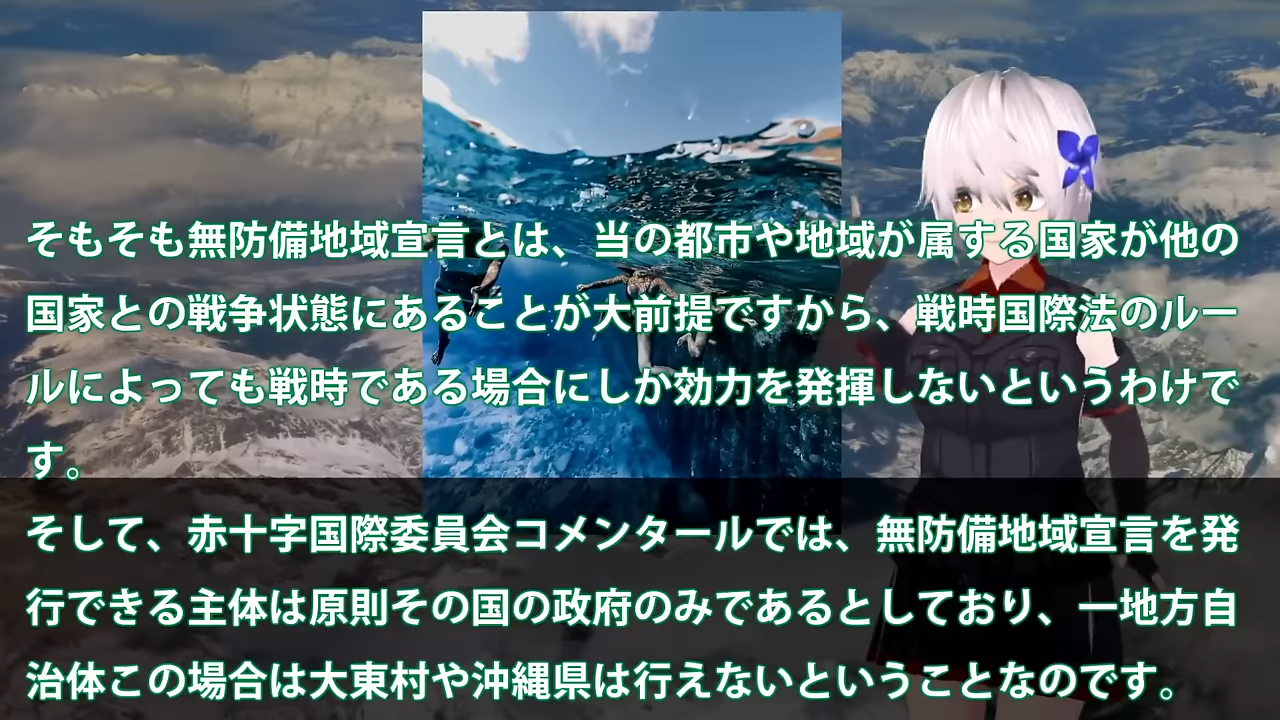 そもそも無防備地域宣言とは、当の都市や地域が属する国家が他の
国家との戦争状態にあることが大前提ですから、戦時国際法のルー
ルによっても戦時である場合にしか効力を発揮しないというわけで
す。
そして、赤十字国際委員会コメンタールでは、無防備地域宣言を発
行できる主体は原則その国の政府のみであるとしており、一地方自
治体この場合は大東村や沖縄県は行えないということなのです。